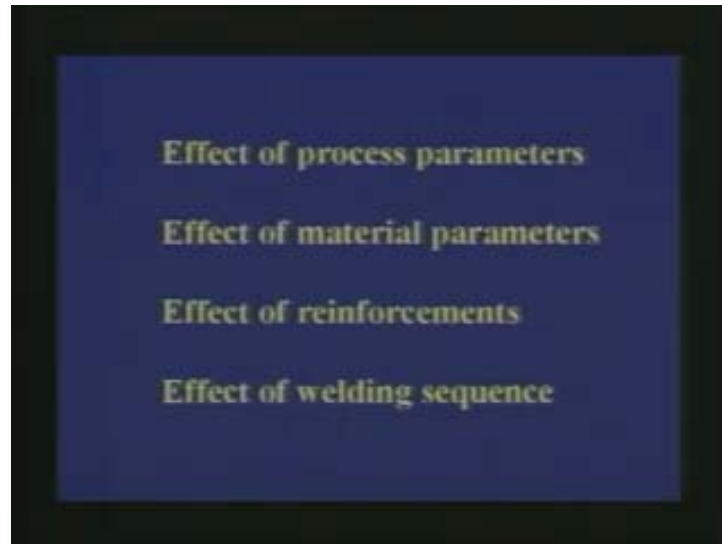 Effect of process parameters
Effect of material parameters
Effect of reinforcements
Effect of welding sequence